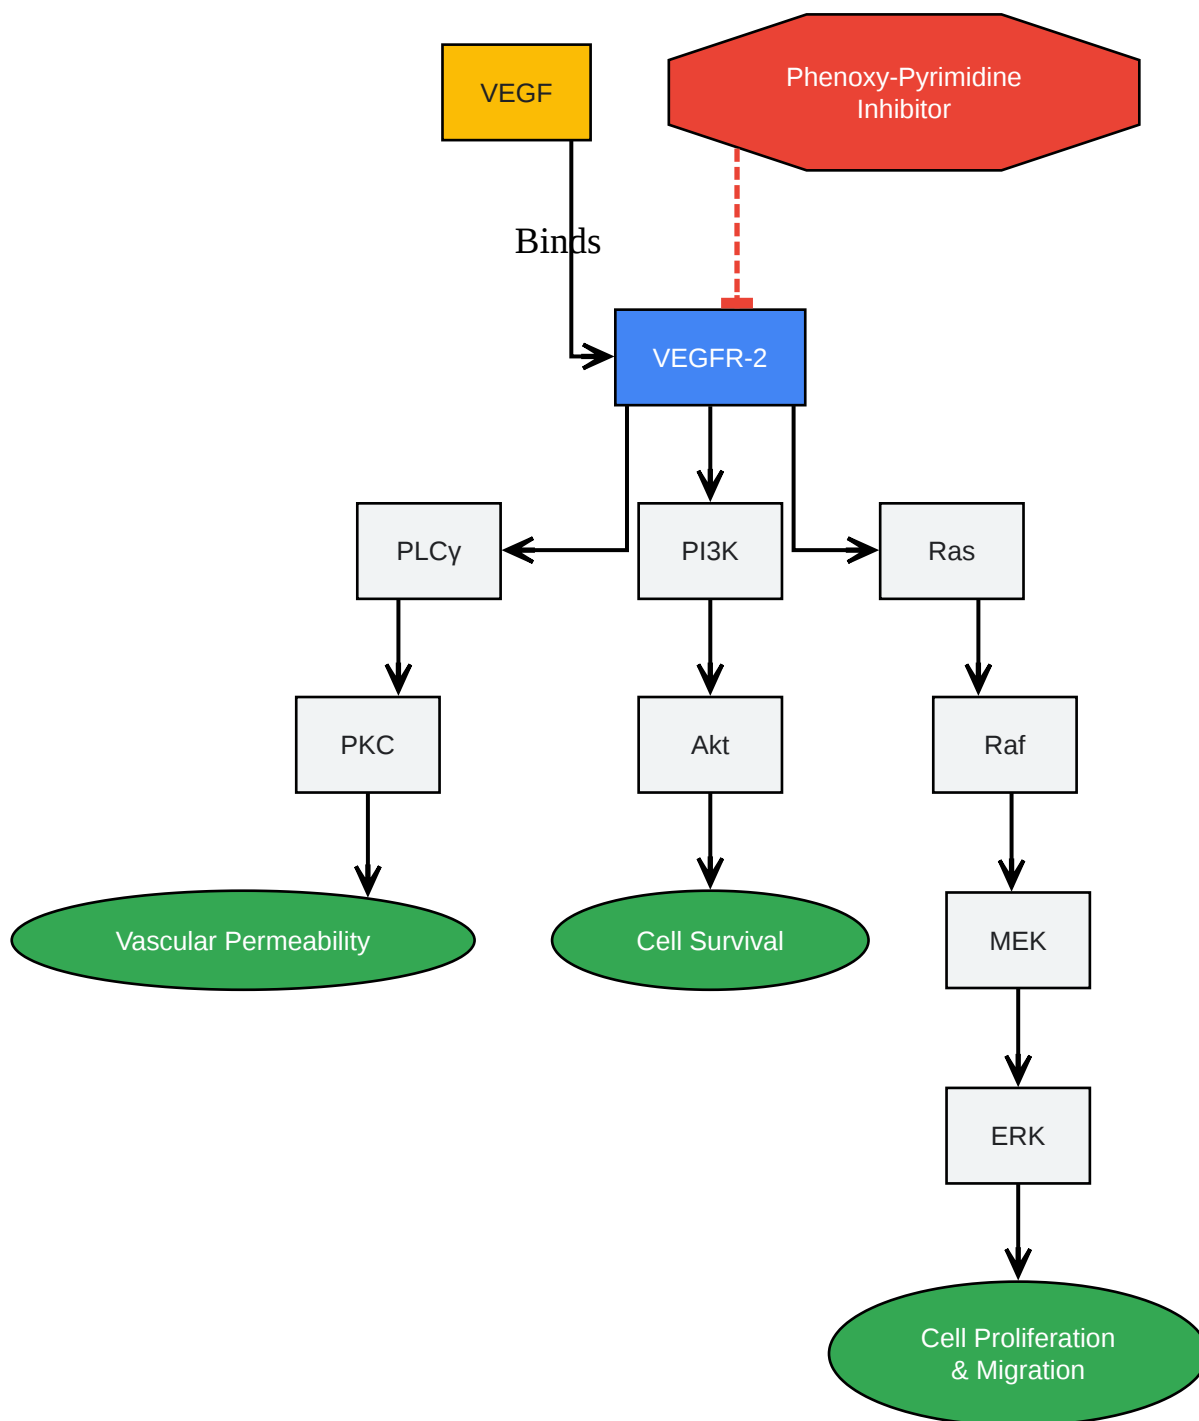 VEGF
Phenoxy-Pyrimidine
Inhibitor
Binds
VEGFR-2
PLCγ
PI3K
Ras
PKC
Akt
Raf
Vascular Permeability
Cell Survival
MEK
ERK
Cell Proliferation
& Migration